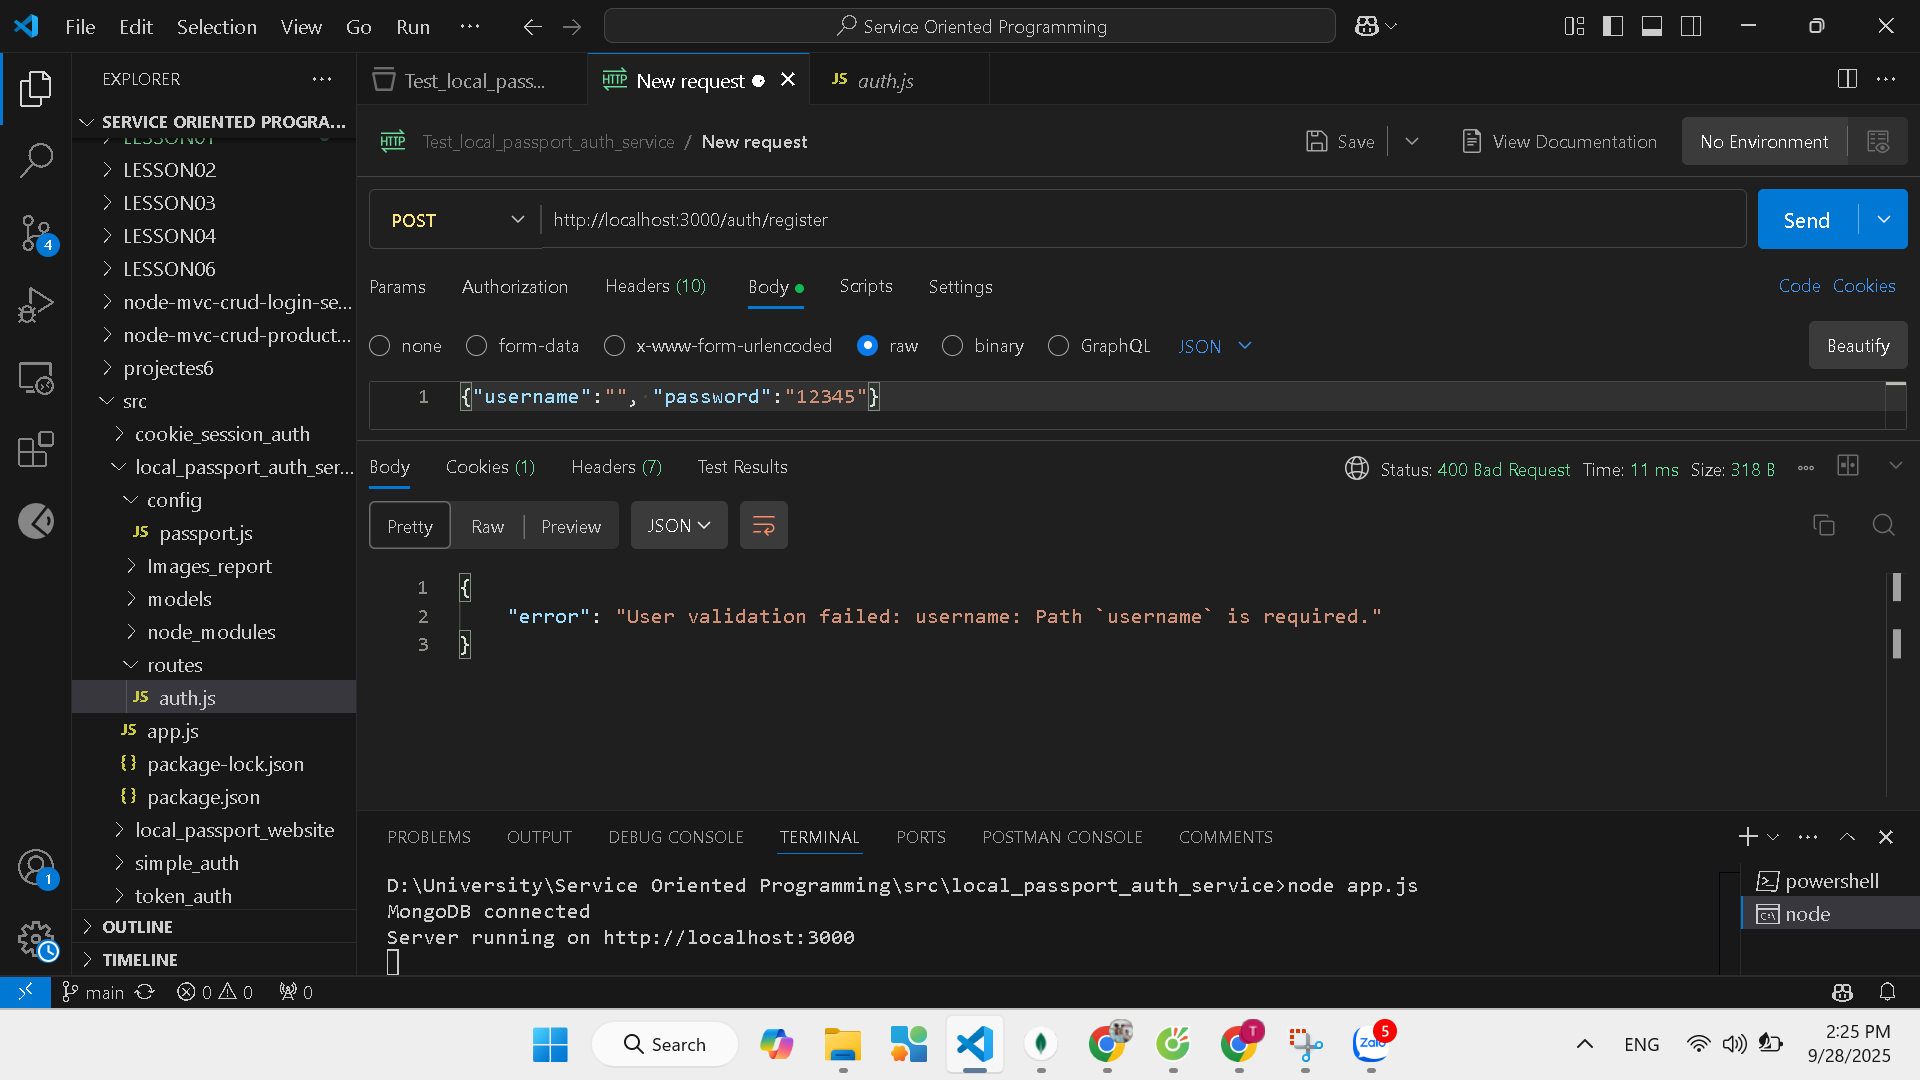 File Edit Selection View Go Run ··· Service Oriented Programming
EXPLORER ···
SERVICE ORIENTED PROGRA...
LESSON01
LESSON02
LESSON03
LESSON04
LESSON06
node-mvc-crud-login-se...
node-mvc-crud-product...
projectes6
src
cookie_session_auth
local_passport_auth_ser...
config
JS passport.js
Images_report
models
node_modules
routes
JS auth.js
JS app.js
{} package-lock.json
{} package.json
local_passport_website
simple_auth
token_auth
OUTLINE
TIMELINE
4
1
Test_local_pass...
HTTP New request
JS auth.js
HTTP Test_local_passport_auth_service / New request
Save
View Documentation
No Environment
POST http://localhost:3000/auth/register
Send
Params Authorization Headers (10) Body Scripts Settings
Code Cookies
none form-data x-www-form-urlencoded raw binary GraphQL JSON
Beautify
1 {"username":"", "password":"12345"}
Body Cookies (1) Headers (7) Test Results
Status: 400 Bad Request Time: 11 ms Size: 318 B
Pretty Raw Preview JSON
1 {
2 "error": "User validation failed: username: Path `username` is required."
3 }
PROBLEMS OUTPUT DEBUG CONSOLE TERMINAL PORTS POSTMAN CONSOLE COMMENTS
D:\University\Service Oriented Programming\src\local_passport_auth_service>node app.js
MongoDB connected
Server running on http://localhost:3000
powershell
node
main 0 0 0
Search
T
Zalo
5
ENG
2:25 PM
9/28/2025